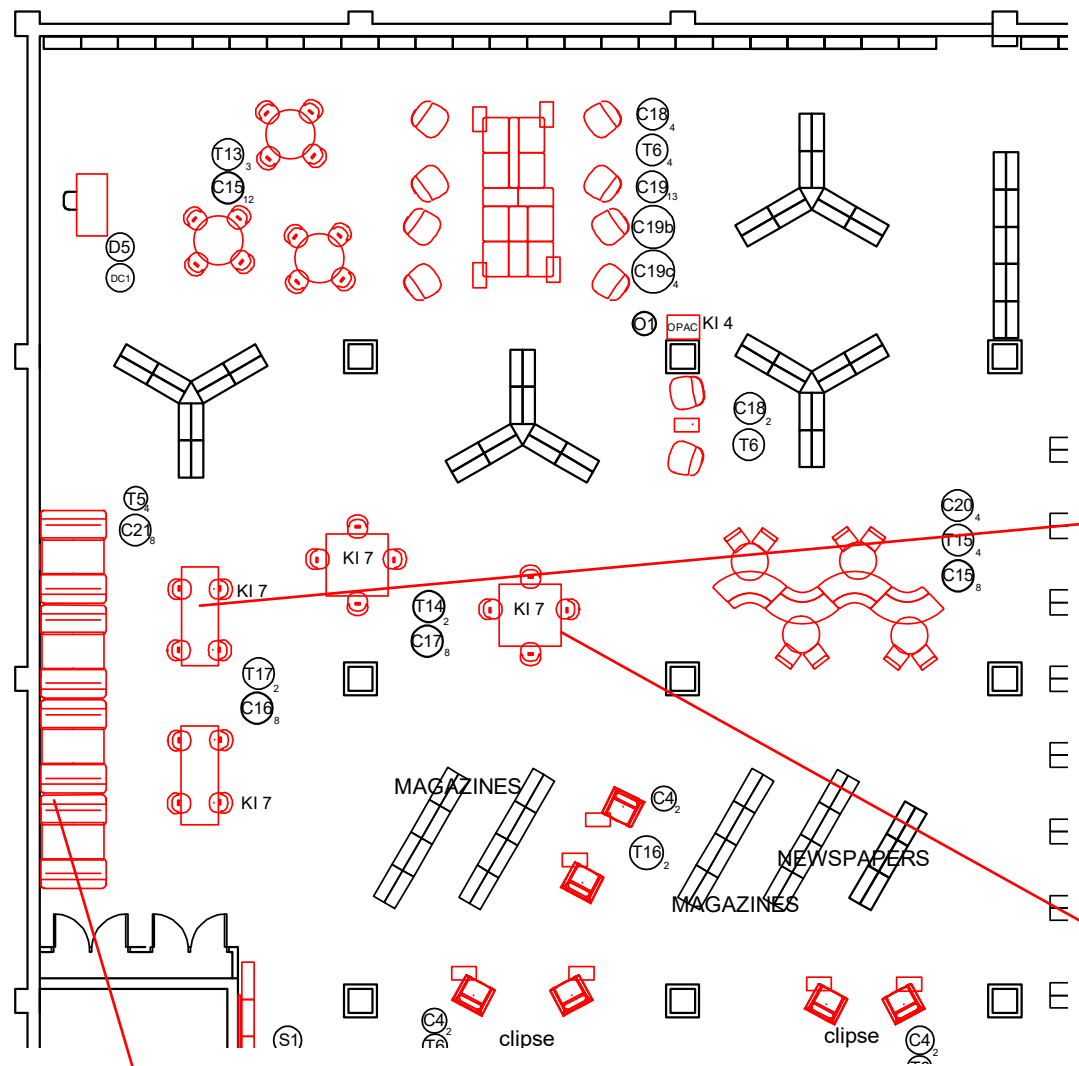 C18 4
T13 3
T6 4
C15 12
C19 13
C19b
D5
C19c 4
DC1
O1 OPAC KI 4
C18 2
T6
T5 4
C20 4
C21 8
T15 4
KI 7
C15 8
KI 7
T14 2
KI 7
C17 8
T17 2
C16 8
MAGAZINES
C4 2
KI 7
T16 2
NEWSPAPERS
MAGAZINES
C4 2
S1
clipse
clipse
C4 2
T6